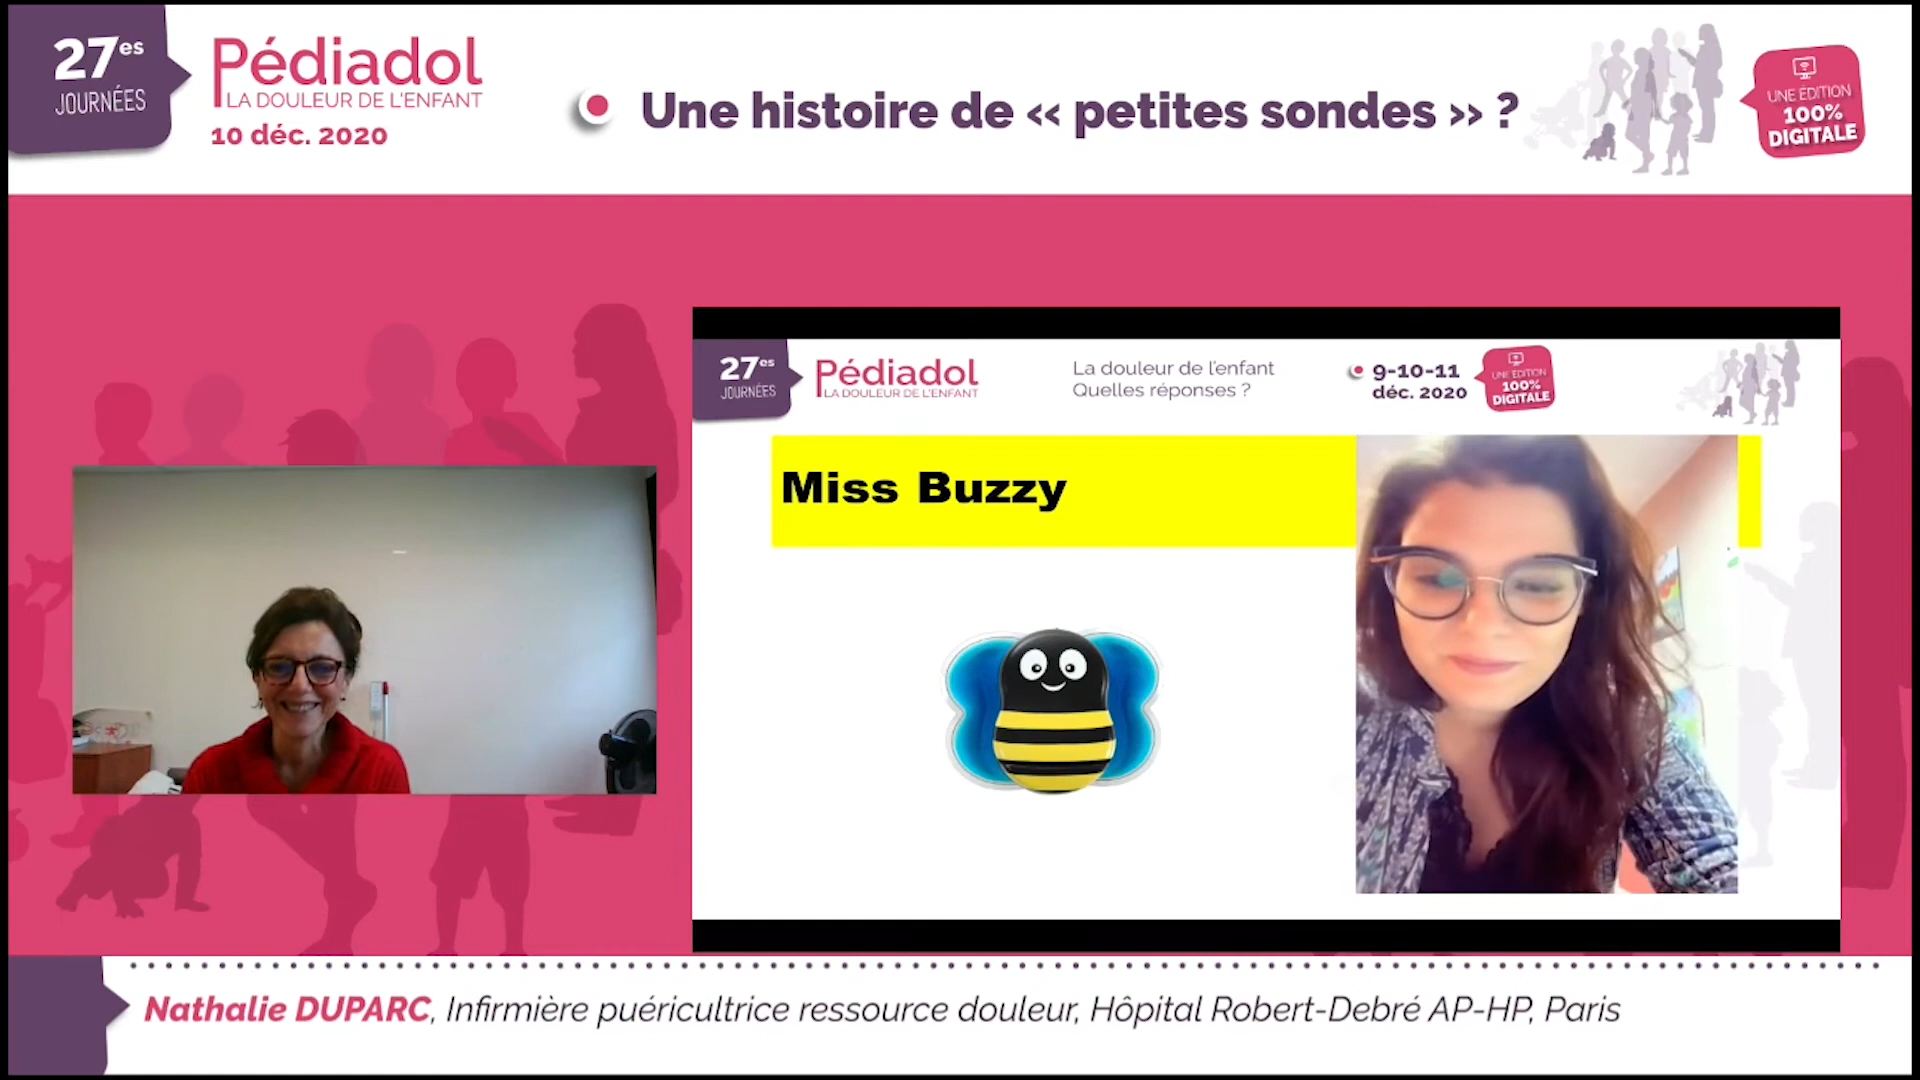 27es
JOURNÉES
Pédiadol
LA DOULEUR DE L'ENFANT
10 déc. 2020
Une histoire de « petites sondes » ?
UNE ÉDITION
100%
DIGITALE
27es
JOURNÉES
Pédiadol
LA DOULEUR DE L'ENFANT
La douleur de l'enfant
Quelles réponses ?
9-10-11
déc. 2020
UNE ÉDITION
100%
DIGITALE
Miss Buzzy
Nathalie DUPARC, Infirmière puéricultrice ressource douleur, Hôpital Robert-Debré AP-HP, Paris